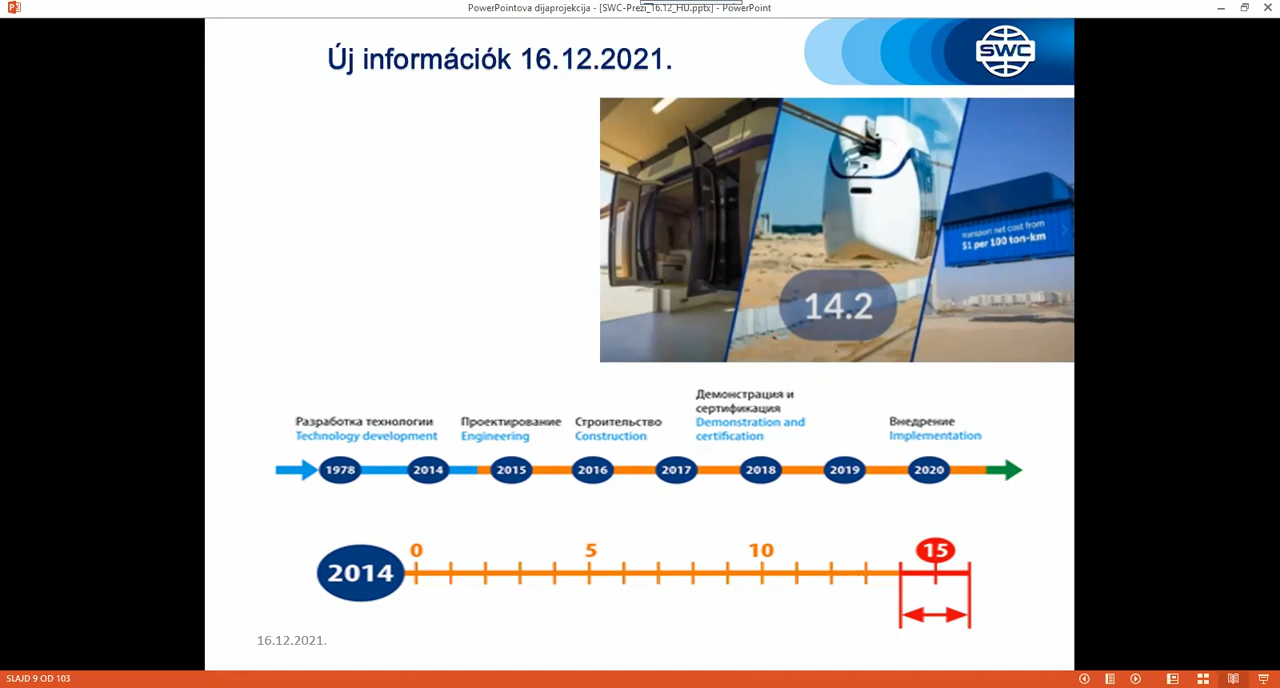 PowerPointova dijaprojekcija - [SWC-Prezi_16.12_HU.pptx] - PowerPoint
Új információk 16.12.2021.
SWC
transport net cost from
$1 per 100 ton-km
14.2
Разработка технологии
Technology development
Проектирование
Engineering
Строительство
Construction
Демонстрация и
сертификация
Demonstration and
certification
Внедрение
Implementation
1978 2014 2015 2016 2017 2018 2019 2020
0 5 10 15
2014
16.12.2021.
SLAJD 9 OD 103